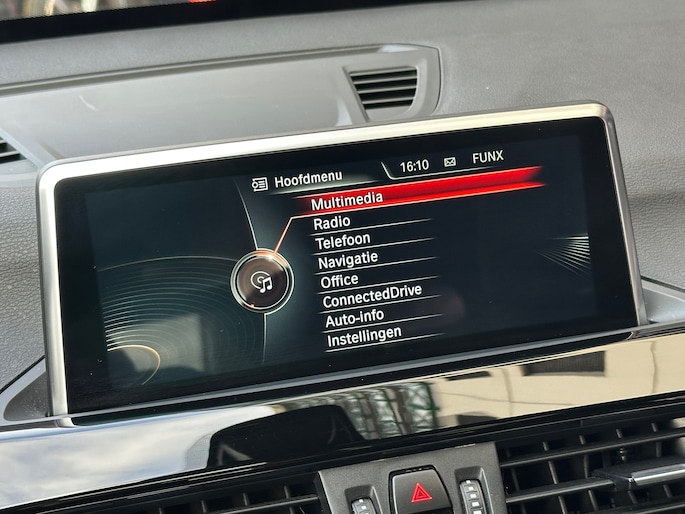 Hoofdmenu 16:10 FUNX
Multimedia
Radio
Telefoon
Navigatie
Office
ConnectedDrive
Auto-info
Instellingen